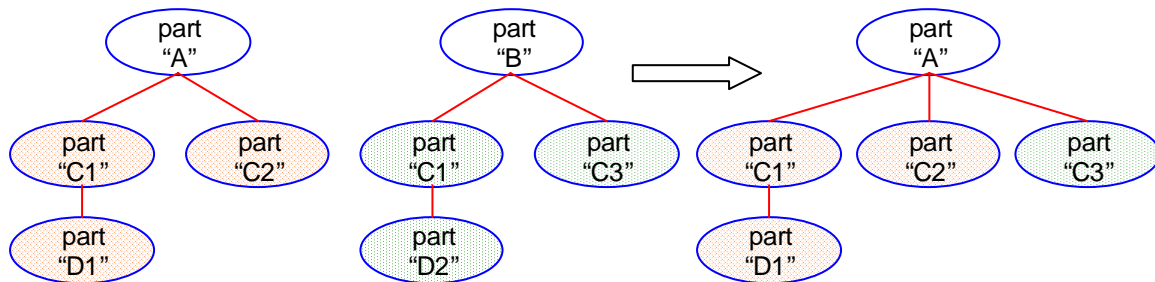 part
“A”
part
“B”
part
“A”
part
“C1”
part
“C2”
part
“C1”
part
“C3”
part
“C1”
part
“C2”
part
“C3”
part
“D1”
part
“D2”
part
“D1”